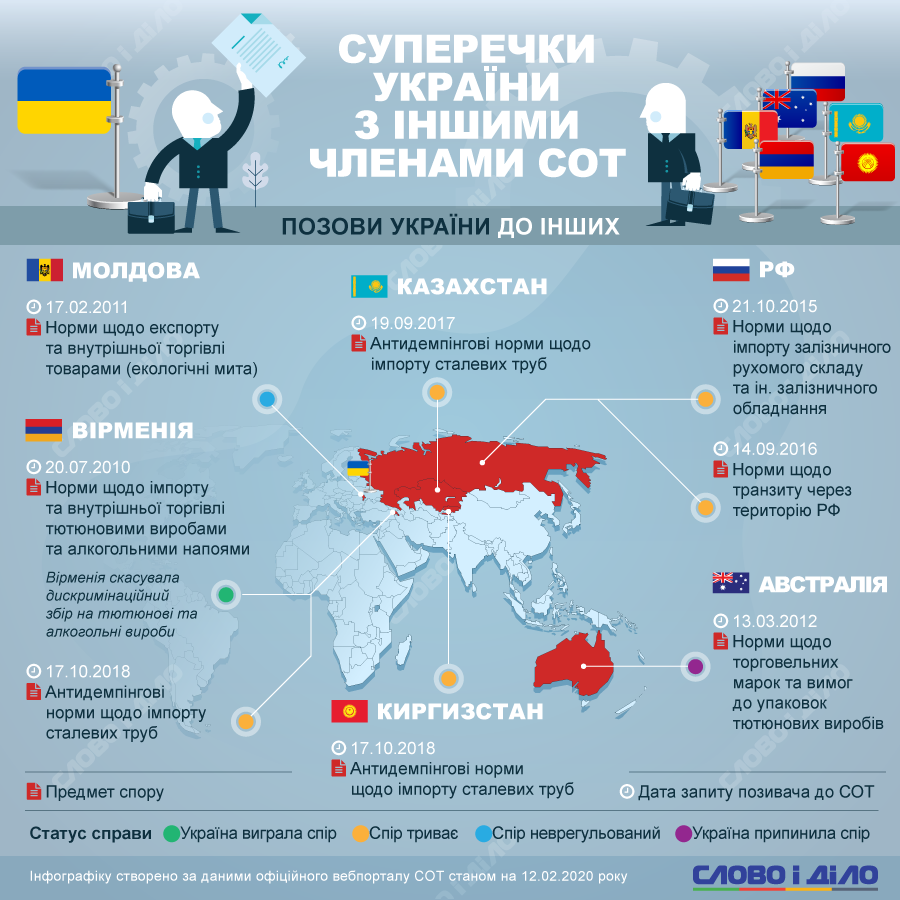 СУПЕРЕЧКИ
УКРАЇНИ
З ІНШИМИ
ЧЛЕНАМИ СОТ
ПОЗОВИ УКРАЇНИ ДО ІНШИХ
МОЛДОВА
17.02.2011
Норми щодо експорту
та внутрішньої торгівлі
товарами (екологічні мита)
ВІРМЕНІЯ
20.07.2010
Норми щодо імпорту
та внутрішньої торгівлі
тютюновими виробами
та алкогольними напоями
Вірменія скасувала
дискримінаційний
збір на тютюнові та
алкогольні вироби
17.10.2018
Антидемпінгові
норми щодо імпорту
сталевих труб
КАЗАХСТАН
19.09.2017
Антидемпінгові норми щодо
імпорту сталевих труб
КИРГИЗСТАН
17.10.2018
Антидемпінгові норми
щодо імпорту сталевих труб
РФ
21.10.2015
Норми щодо
імпорту залізничного
рухомого складу
та ін. залізничного
обладнання
14.09.2016
Норми щодо
транзиту через
територію РФ
АВСТРАЛІЯ
13.03.2012
Норми щодо
торговельних
марок та вимог
до упаковок
тютюнових виробів
Предмет спору
Дата запиту позивача до СОТ
Статус справи Україна виграла спір Спір триває Спір неврегульований Україна припинила спір
Інфографіку створено за даними офіційного вебпорталу СОТ станом на 12.02.2020 року
СЛОВО І ДІЛО